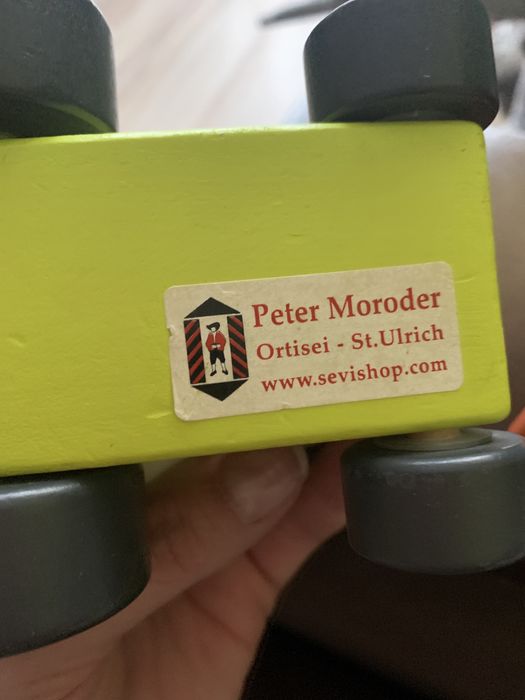 Peter Moroder
Ortisei - St.Ulrich
www.sevishop.com